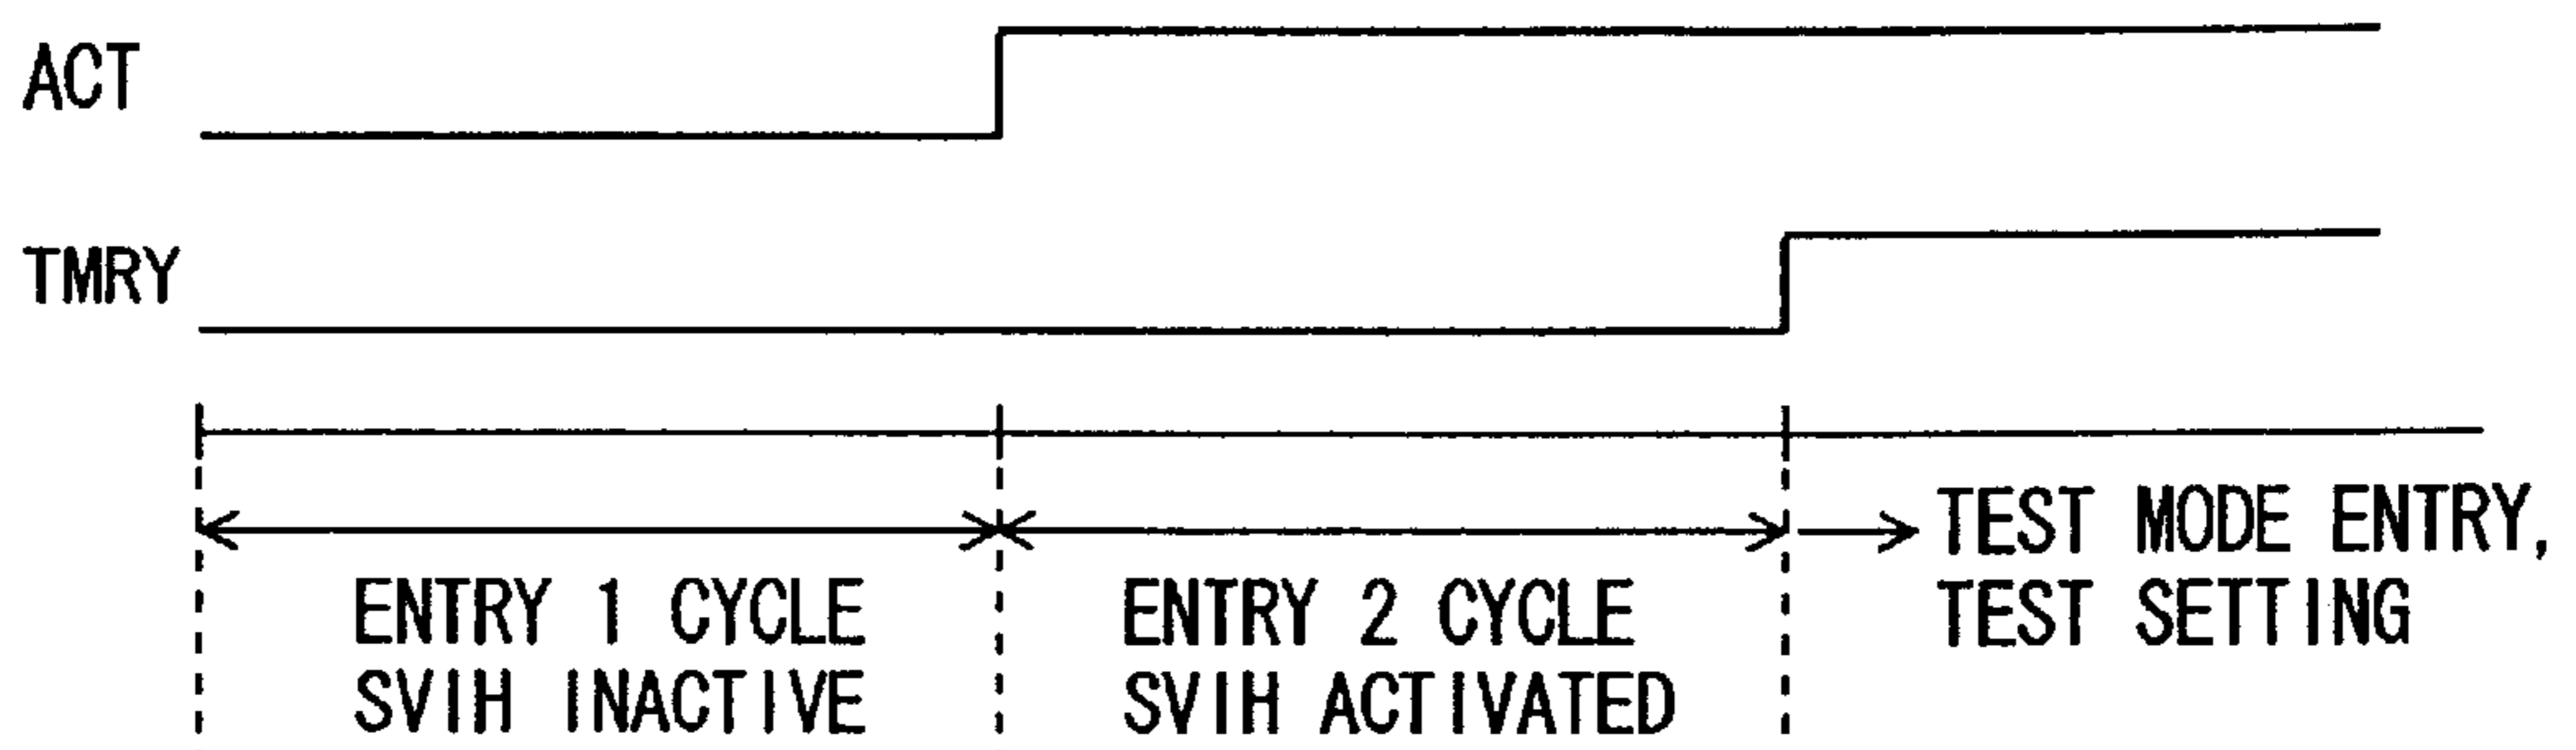 ACT
TMRY
TEST MODE ENTRY,
TEST SETTING
ENTRY 1 CYCLE
SVIH INACTIVE
ENTRY 2 CYCLE
SVIH ACTIVATED